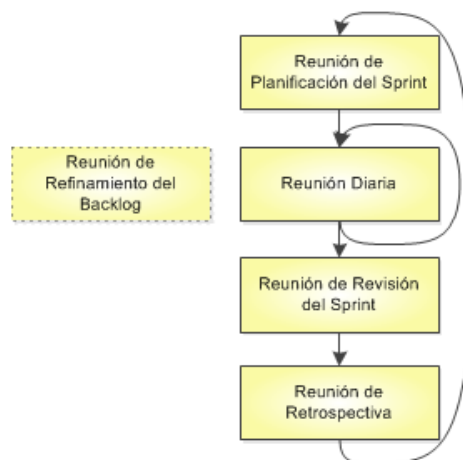 Reunión de
Planificación del Sprint
Reunión de
Refinamiento del
Backlog
Reunión Diaria
Reunión de Revisión
del Sprint
Reunión de
Retrospectiva